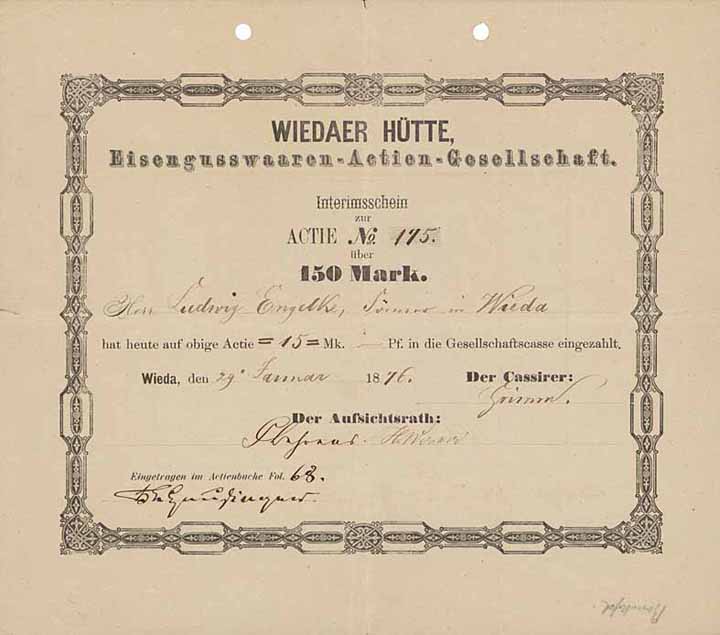 WIEDAER HÜTTE,
Eisengusswaaren-Actien-Gesellschaft.
Interimsschein
zur
ACTIE No. 175.
über
150 Mark.
Herr Ludwig Engelke, in Wieda
hat heute auf obige Actie = 15 = Mk. — Pf. in die Gesellschaftscasse eingezahlt.
Wieda, den 29. Januar 1876. Der Cassirer:
Der Aufsichtsrath:
Eingetragen im Actienbuche Fol. 68.